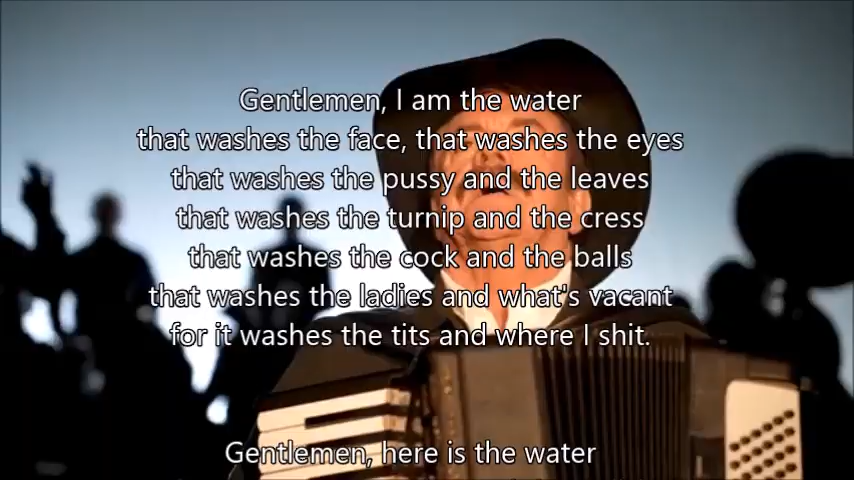 Gentlemen, I am the water
that washes the face, that washes the eyes
that washes the pussy and the leaves
that washes the turnip and the cress
that washes the cock and the balls
that washes the ladies and what's vacant
for it washes the tits and where I shit.
Gentlemen, here is the water